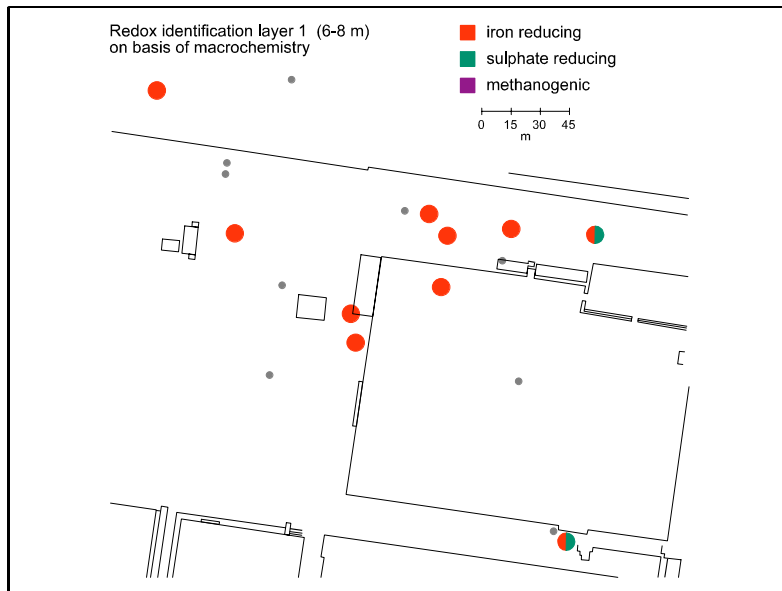 Redox identification layer 1 (6-8 m)
on basis of macrochemistry
iron reducing
sulphate reducing
methanogenic
0 15 30 45
m